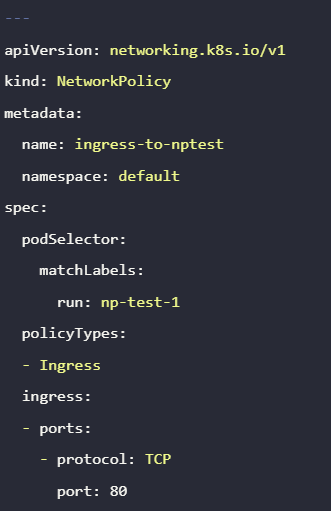 ---
apiVersion: networking.k8s.io/v1
kind: NetworkPolicy
metadata:
  name: ingress-to-nptest
  namespace: default
spec:
  podSelector:
    matchLabels:
      run: np-test-1
  policyTypes:
  - Ingress
  ingress:
  - ports:
    - protocol: TCP
      port: 80